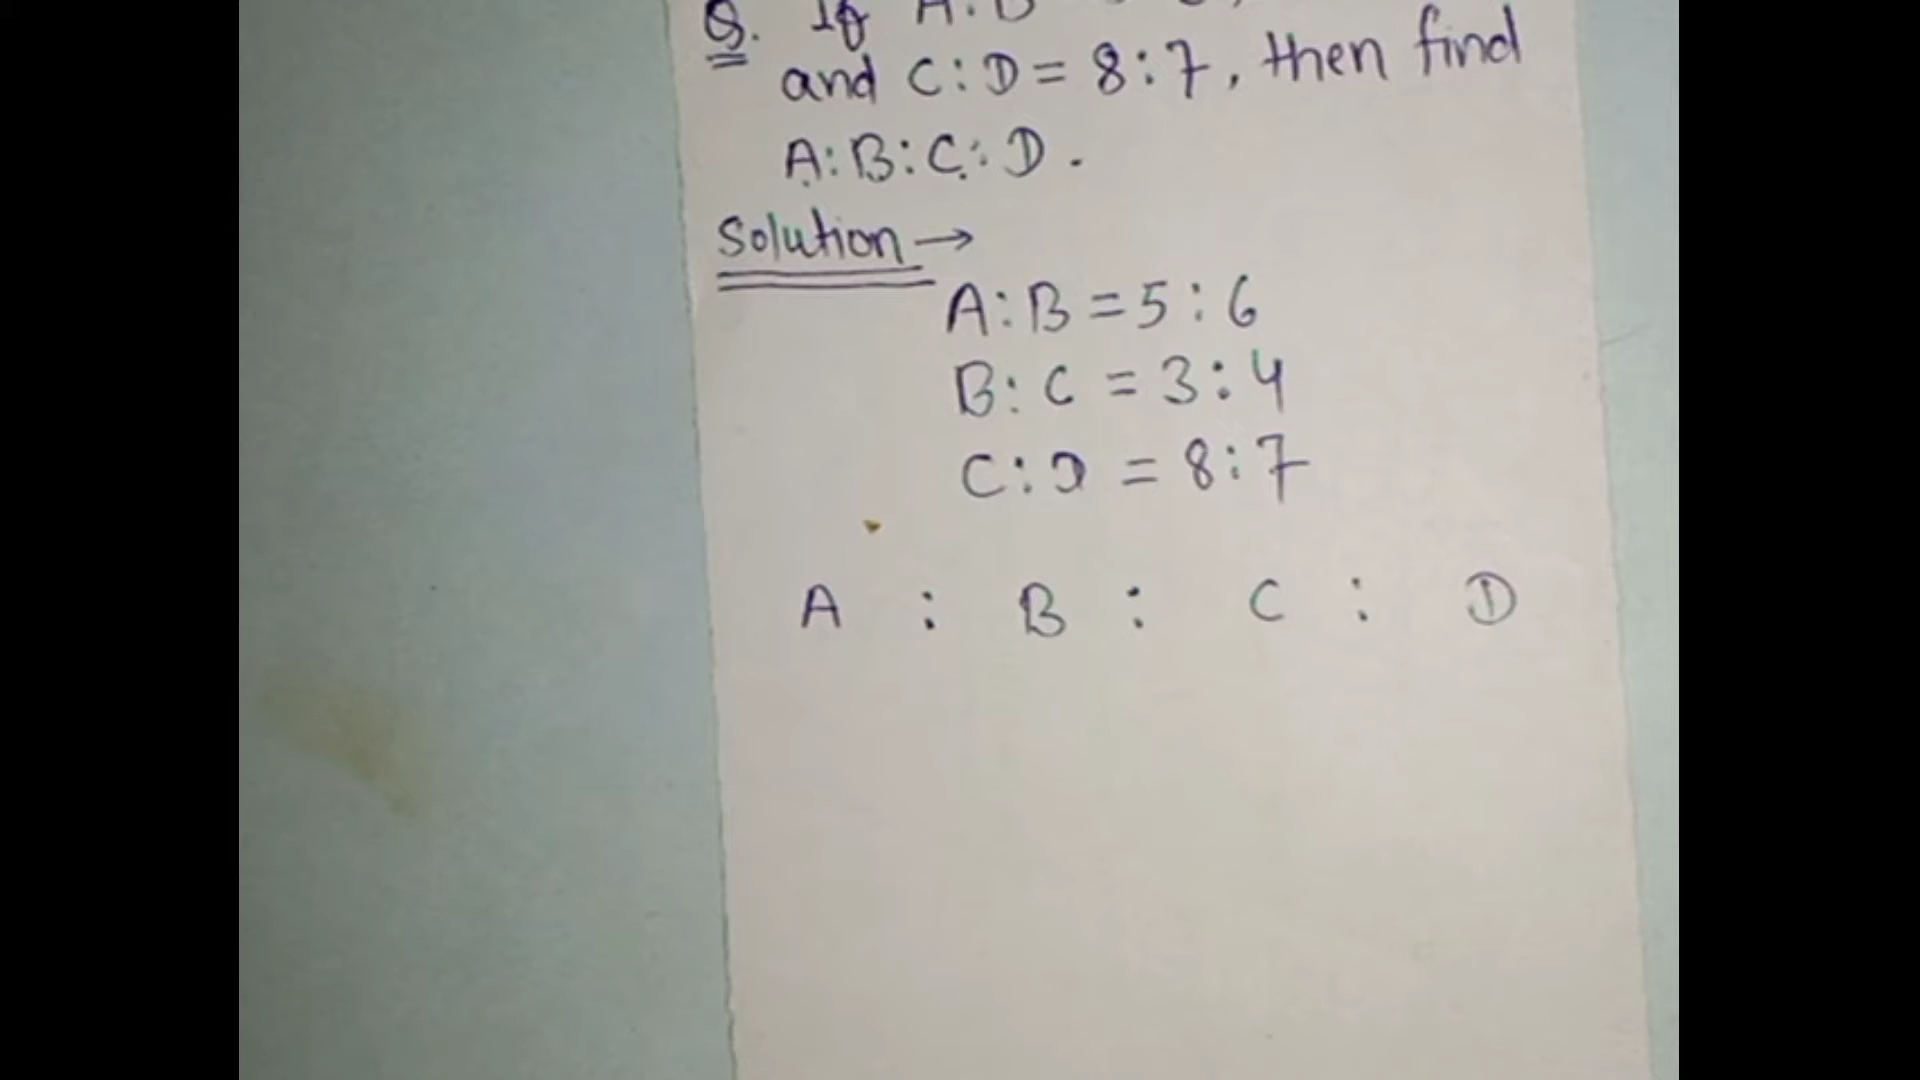 Q. If A:B
and C:D = 8:7, then find
A:B:C:D.
Solution →
A:B = 5:6
B:C = 3:4
C:D = 8:7
A : B : C : D